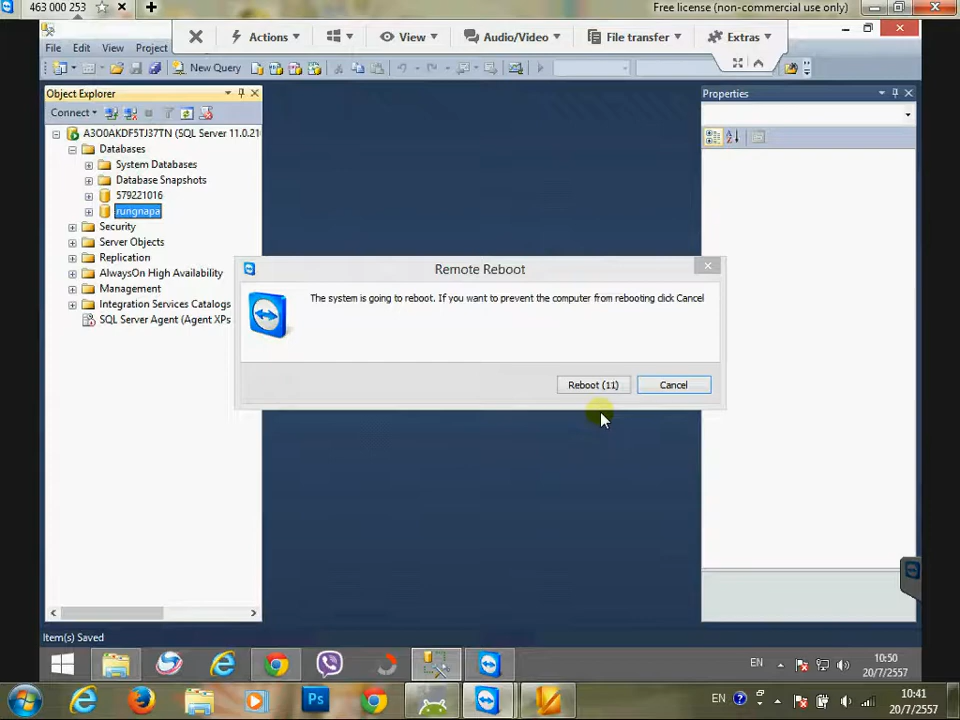 463 000 253
Free license (non-commercial use only)
File Edit View Project
Actions View Audio/Video File transfer Extras
New Query
Object Explorer
Properties
Connect
A3O0AKDF5TJ37TN (SQL Server 11.0.21
Databases
System Databases
Database Snapshots
579221016
rungnapa
Security
Server Objects
Replication
AlwaysOn High Availability
Management
Integration Services Catalogs
SQL Server Agent (Agent XPs
Remote Reboot
The system is going to reboot. If you want to prevent the computer from rebooting click Cancel
Reboot (11) Cancel
Item(s) Saved
EN
10:50
20/7/2557
EN
10:41
20/7/2557